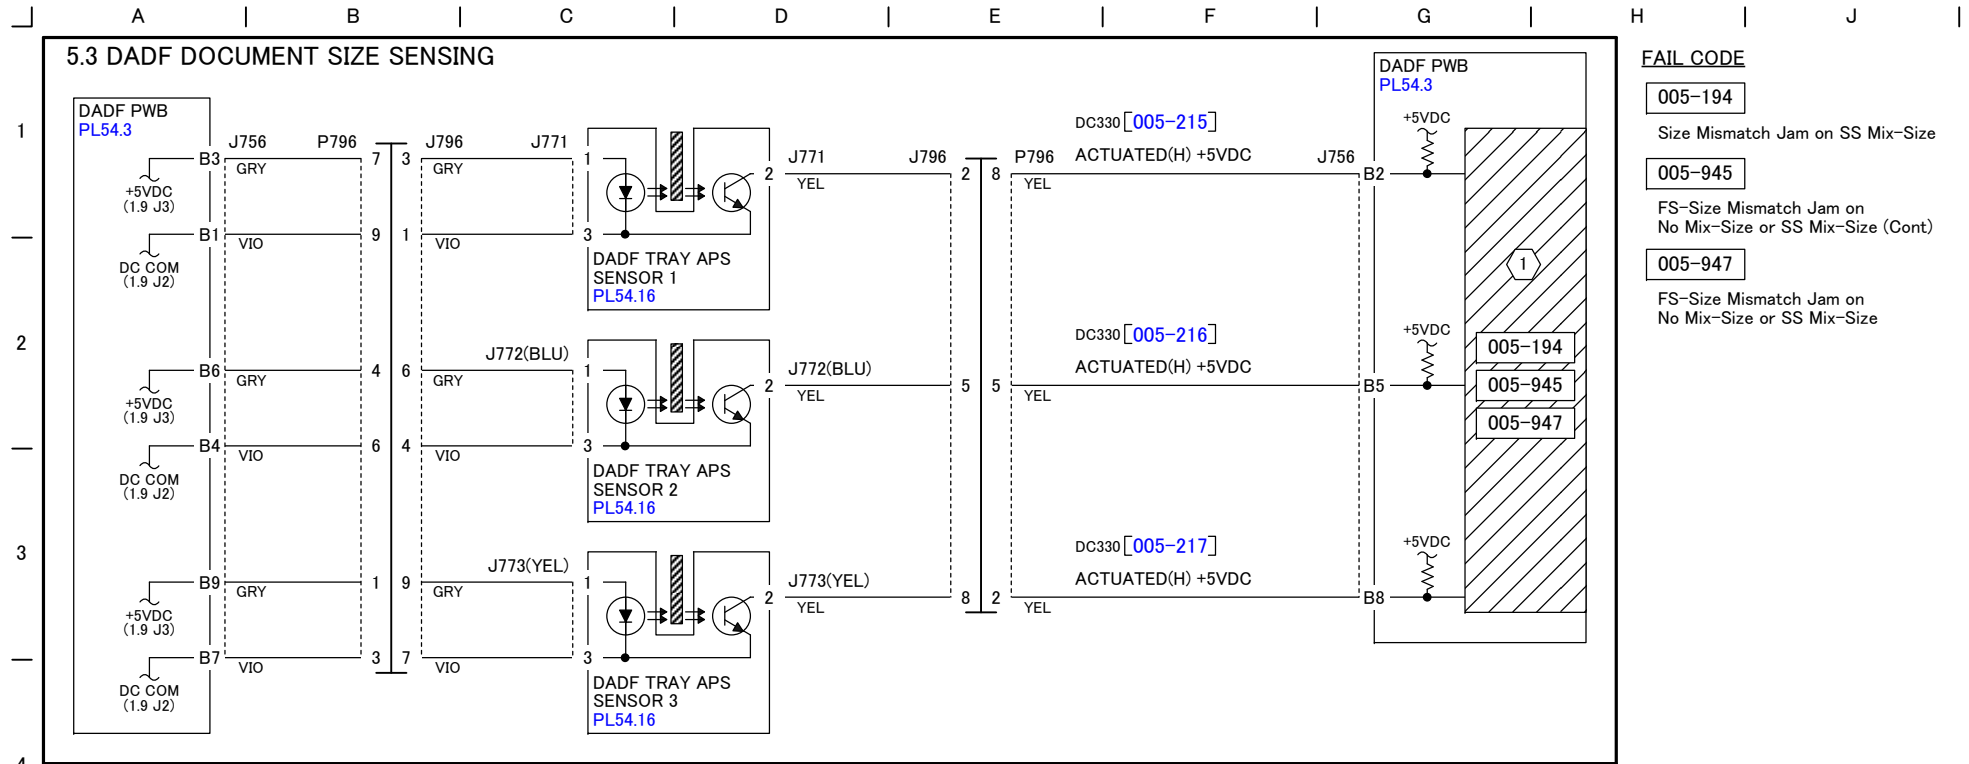 A B C D E F G H J
5.3 DADF DOCUMENT SIZE SENSING
1
2
3
DADF PWB
PL54.3
B3 J756 P796 7 3 J796 J771 1
GRY GRY
+5VDC
(1.9 J3)
B1 9 1 3
VIO VIO
DC COM
(1.9 J2)
DADF TRAY APS
SENSOR 1
PL54.16
2 J771 J796 2 8 P796 J756 B2
YEL YEL
DC330[005-215]
ACTUATED(H) +5VDC
B6 4 6 J772(BLU) 1
GRY GRY
+5VDC
(1.9 J3)
B4 6 4 3
VIO VIO
DC COM
(1.9 J2)
DADF TRAY APS
SENSOR 2
PL54.16
2 J772(BLU) 5 5 B5
YEL YEL
DC330[005-216]
ACTUATED(H) +5VDC
B9 1 9 J773(YEL) 1
GRY GRY
+5VDC
(1.9 J3)
B7 3 7 3
VIO VIO
DC COM
(1.9 J2)
DADF TRAY APS
SENSOR 3
PL54.16
2 J773(YEL) 8 2 B8
YEL YEL
DC330[005-217]
ACTUATED(H) +5VDC
DADF PWB
PL54.3
+5VDC
+5VDC
+5VDC
1
005-194
005-945
005-947
FAIL CODE
005-194
Size Mismatch Jam on SS Mix-Size
005-945
FS-Size Mismatch Jam on
No Mix-Size or SS Mix-Size (Cont)
005-947
FS-Size Mismatch Jam on
No Mix-Size or SS Mix-Size